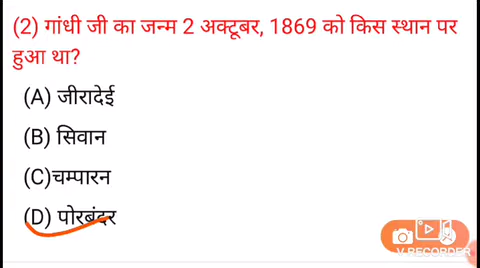 (2) गांधी जी का जन्म 2 अक्टूबर, 1869 को किस स्थान पर
हुआ था?
(A) जीरादेई
(B) सिवान
(C)चम्पारन
(D) पोरबंदर
V RECORDER